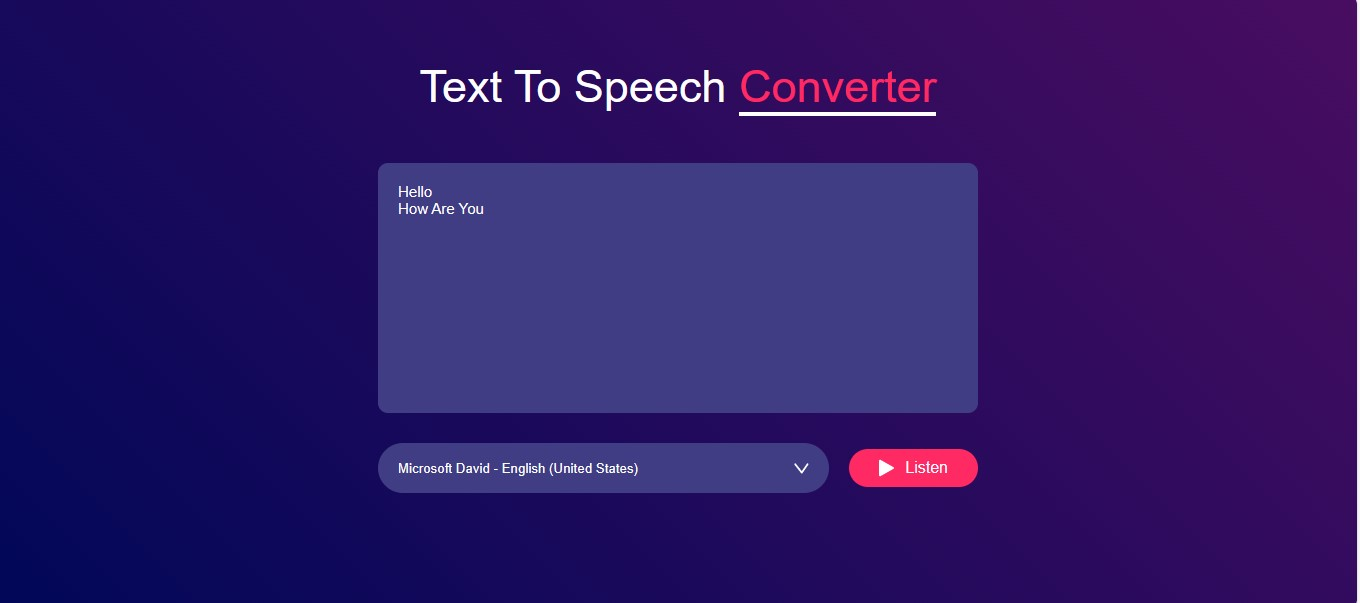 Text To Speech Converter
Hello
How Are You
Microsoft David - English (United States)
Listen